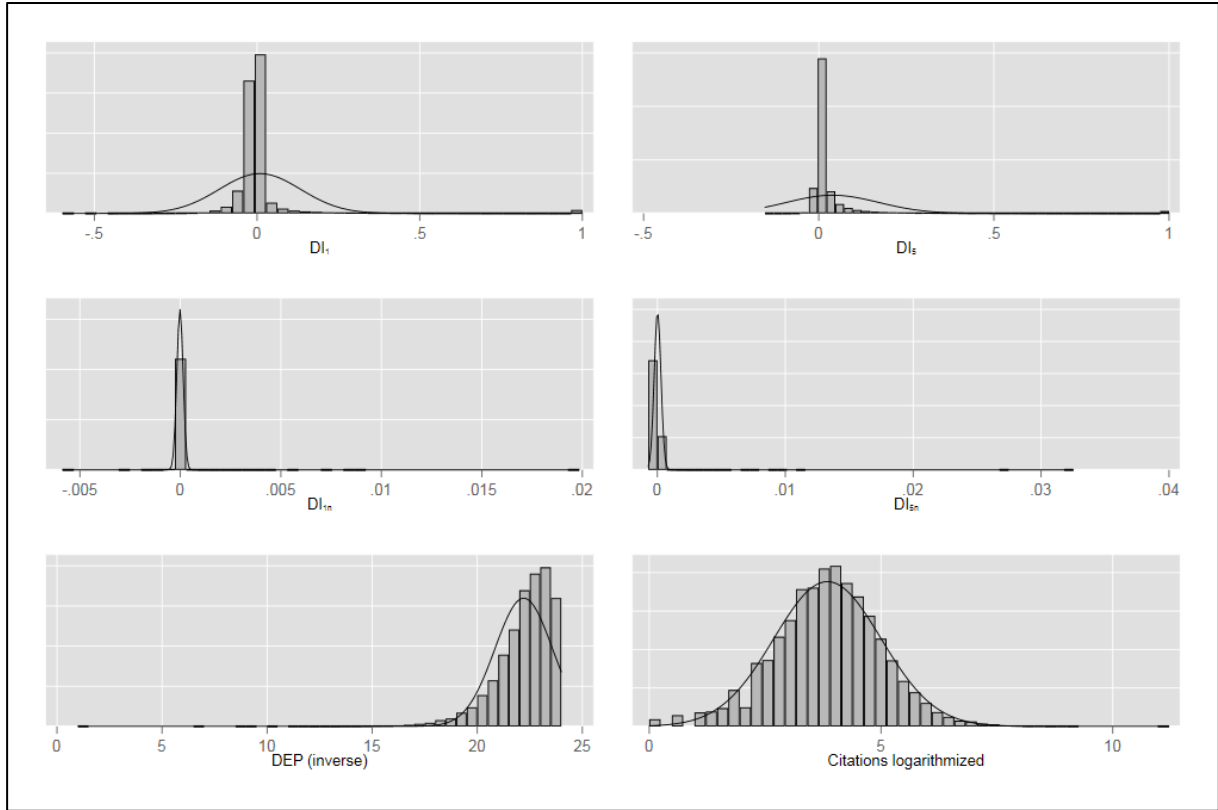 -.5 0 .5 1
DI₁
-.5 0 .5 1
DI₅
-.005 0 .005 .01 .015 .02
DI₁ₙ
0 .01 .02 .03 .04
DI₅ₙ
0 5 10 15 20 25
DEP (inverse)
0 5 10
Citations logarithmized